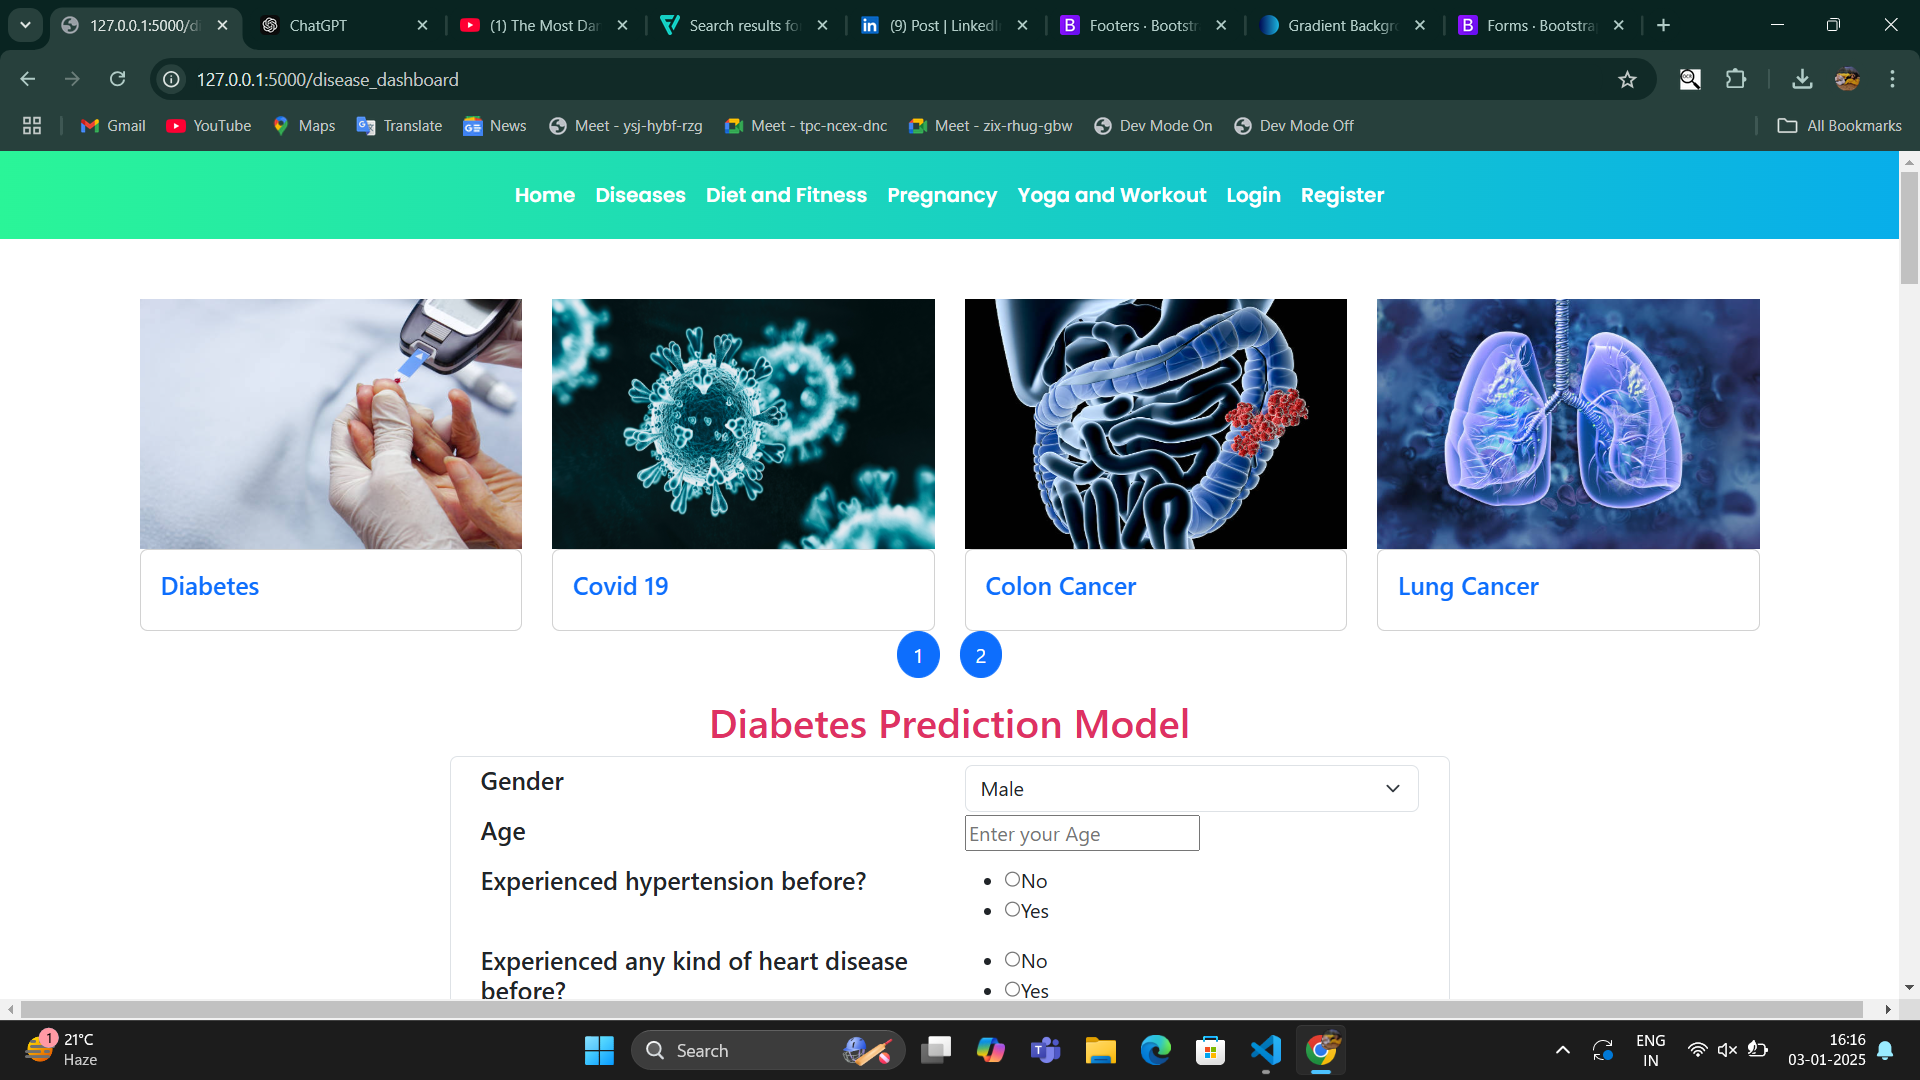 127.0.0.1:5000/di
ChatGPT
(1) The Most Dar
Search results fo
(9) Post | LinkedI
Footers · Bootstr
Gradient Backgr
Forms · Bootstra
127.0.0.1:5000/disease_dashboard
Gmail
YouTube
Maps
Translate
News
Meet - ysj-hybf-rzg
Meet - tpc-ncex-dnc
Meet - zix-rhug-gbw
Dev Mode On
Dev Mode Off
All Bookmarks
Home Diseases Diet and Fitness Pregnancy Yoga and Workout Login Register
Diabetes
Covid 19
Colon Cancer
Lung Cancer
1 2
Diabetes Prediction Model
Gender
Male
Age
Enter your Age
Experienced hypertension before?
No
Yes
Experienced any kind of heart disease
before?
No
Yes
1
21°C
Haze
Search
ENG
IN
16:16
03-01-2025